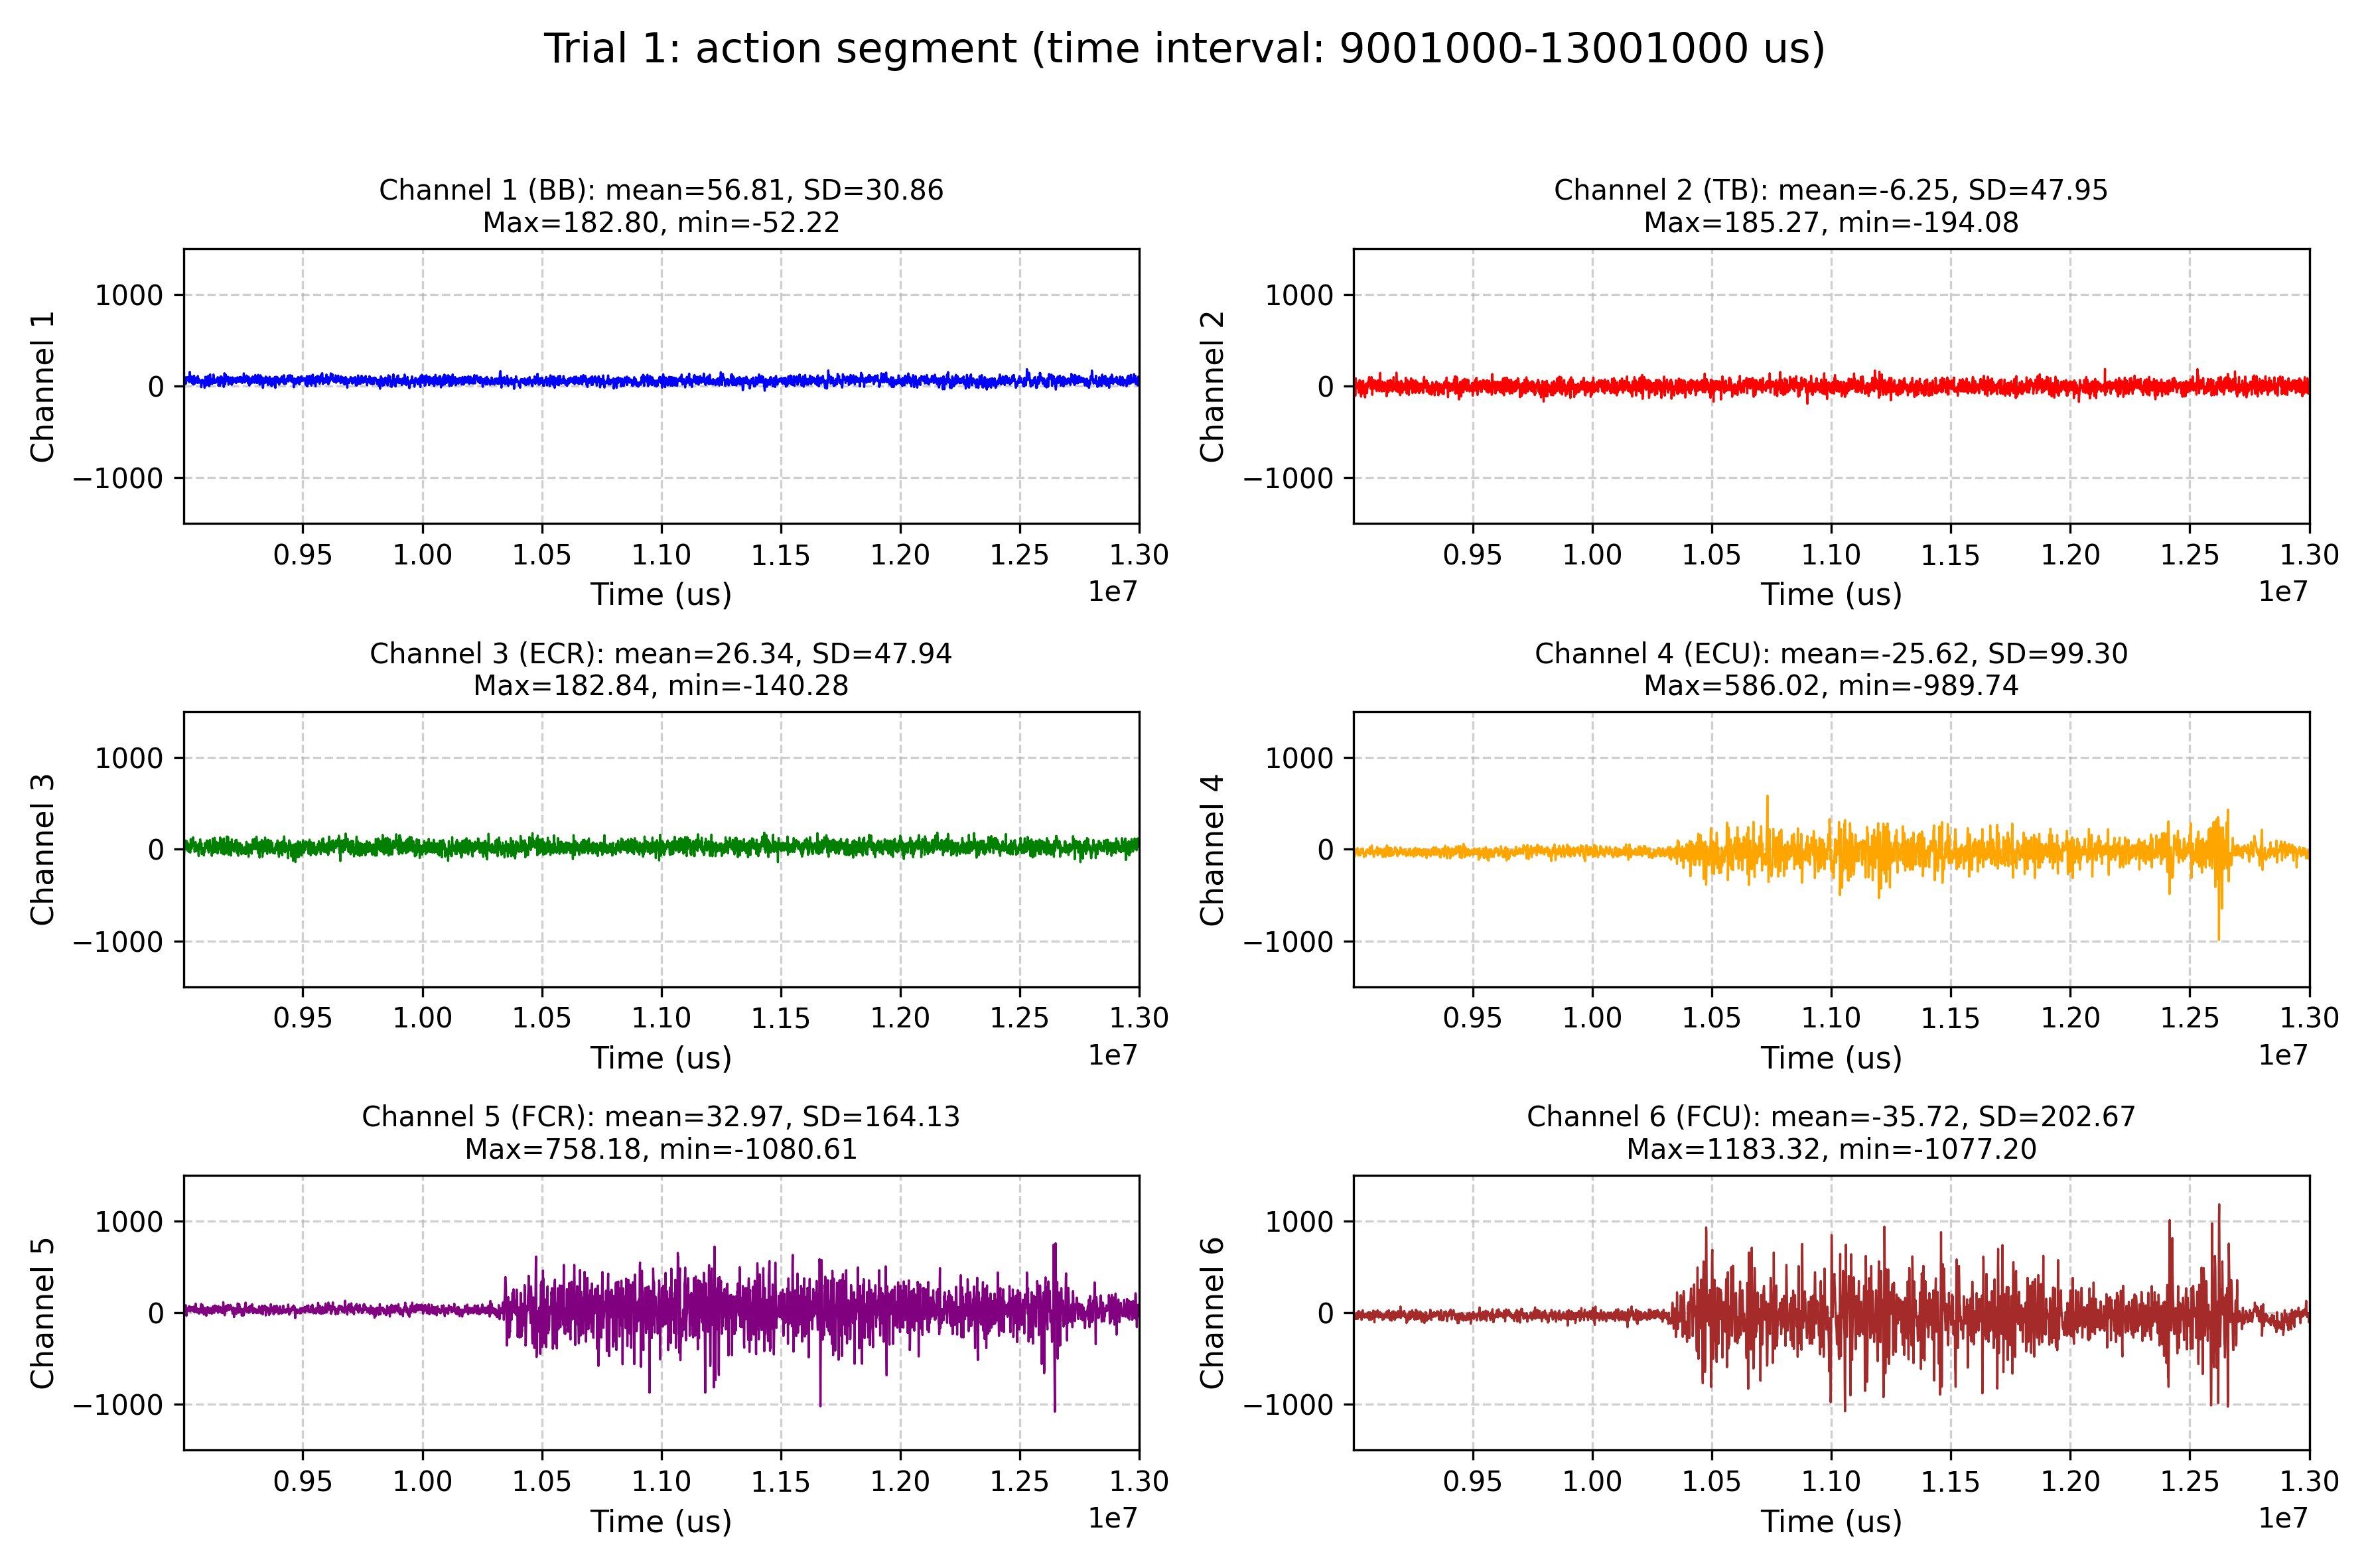 Trial 1: action segment (time interval: 9001000-13001000 us)
Channel 1 (BB): mean=56.81, SD=30.86
Max=182.80, min=-52.22
Channel 1
1000
0
−1000
0.95 1.00 1.05 1.10 1.15 1.20 1.25 1.30
1e7
Time (us)
Channel 2 (TB): mean=-6.25, SD=47.95
Max=185.27, min=-194.08
Channel 2
1000
0
−1000
0.95 1.00 1.05 1.10 1.15 1.20 1.25 1.30
1e7
Time (us)
Channel 3 (ECR): mean=26.34, SD=47.94
Max=182.84, min=-140.28
Channel 3
1000
0
−1000
0.95 1.00 1.05 1.10 1.15 1.20 1.25 1.30
1e7
Time (us)
Channel 4 (ECU): mean=-25.62, SD=99.30
Max=586.02, min=-989.74
Channel 4
1000
0
−1000
0.95 1.00 1.05 1.10 1.15 1.20 1.25 1.30
1e7
Time (us)
Channel 5 (FCR): mean=32.97, SD=164.13
Max=758.18, min=-1080.61
Channel 5
1000
0
−1000
0.95 1.00 1.05 1.10 1.15 1.20 1.25 1.30
1e7
Time (us)
Channel 6 (FCU): mean=-35.72, SD=202.67
Max=1183.32, min=-1077.20
Channel 6
1000
0
−1000
0.95 1.00 1.05 1.10 1.15 1.20 1.25 1.30
1e7
Time (us)